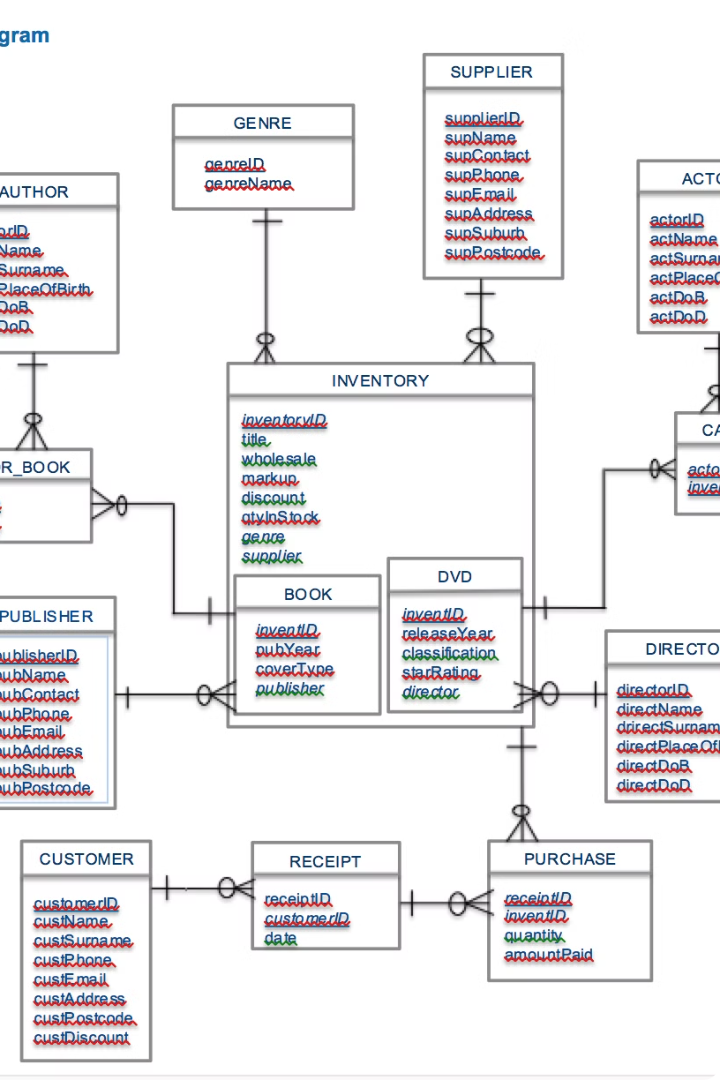 gram
SUPPLIER
supplierID
supName
supContact
supPhone
supEmail
supAddress
supSuburb
supPostcode
GENRE
genreID
genreName
AUTHOR
orID
Name
Surname
PlaceOfBirth
DoB
DoD
ACTO
actorID
actName
actSurna
actPlaceO
actDoB
actDoD
INVENTORY
inventoryID
title
wholesale
markup
discount
qtyInStock
genre
supplier
R_BOOK
CA
acto
inven
BOOK
inventID
pubYear
coverType
publisher
DVD
inventID
releaseYear
classification
starRating
director
PUBLISHER
publisherID
pubName
pubContact
pubPhone
pubEmail
pubAddress
pubSuburb
pubPostcode
DIRECTO
directorID
directName
drirectSurnam
directPlaceOf
directDoB
directDoD
CUSTOMER
customerID
custName
custSurname
custPhone
custEmail
custAddress
custPostcode
custDiscount
RECEIPT
receiptID
customerID
date
PURCHASE
receiptID
inventID
quantity
amountPaid